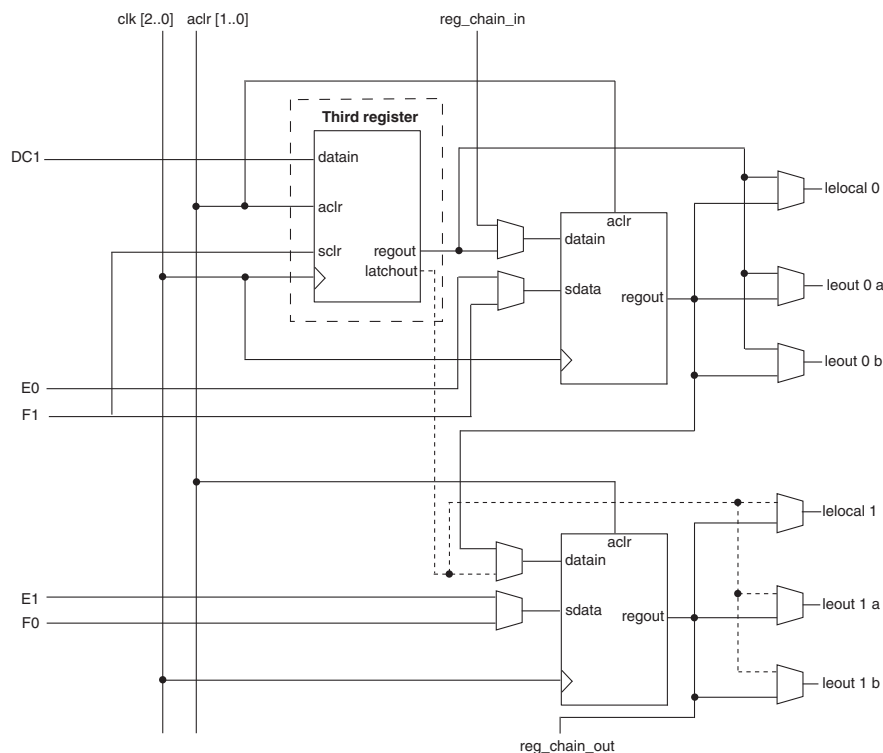 clk [2..0] aclr [1..0] reg_chain_in
Third register
DC1
datain
aclr
sclr
regout
latchout
aclr
datain
sdata
regout
lelocal 0
leout 0 a
leout 0 b
E0
F1
aclr
datain
sdata
regout
lelocal 1
leout 1 a
leout 1 b
E1
F0
reg_chain_out